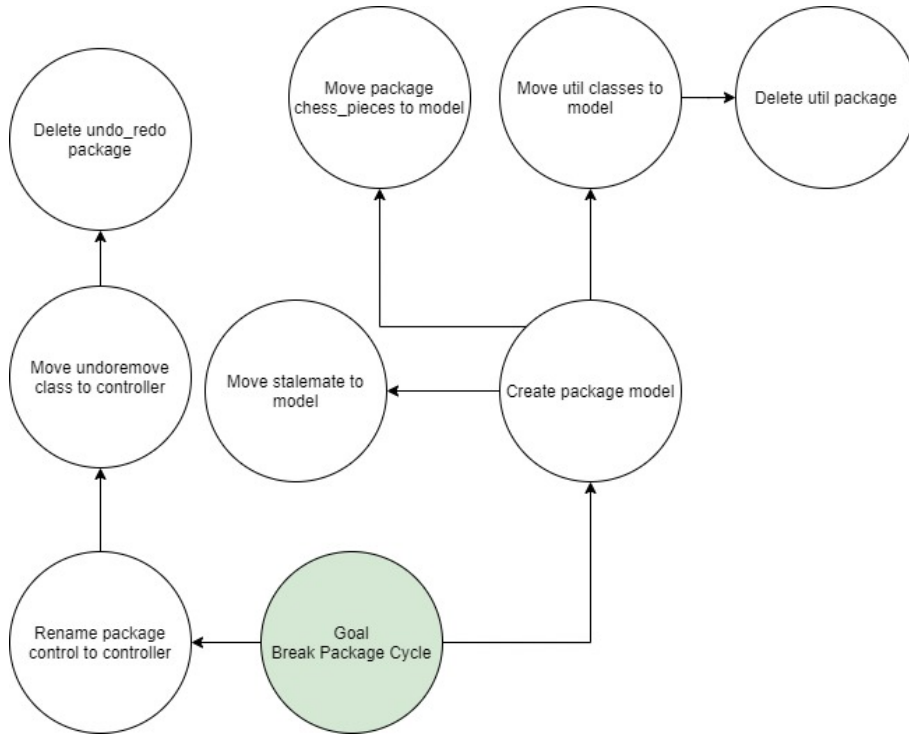 Move package
chess_pieces to model
Move util classes to
model
Delete util package
Delete undo_redo
package
Move undoremove
class to controller
Move stalemate to
model
Create package model
Rename package
control to controller
Goal
Break Package Cycle